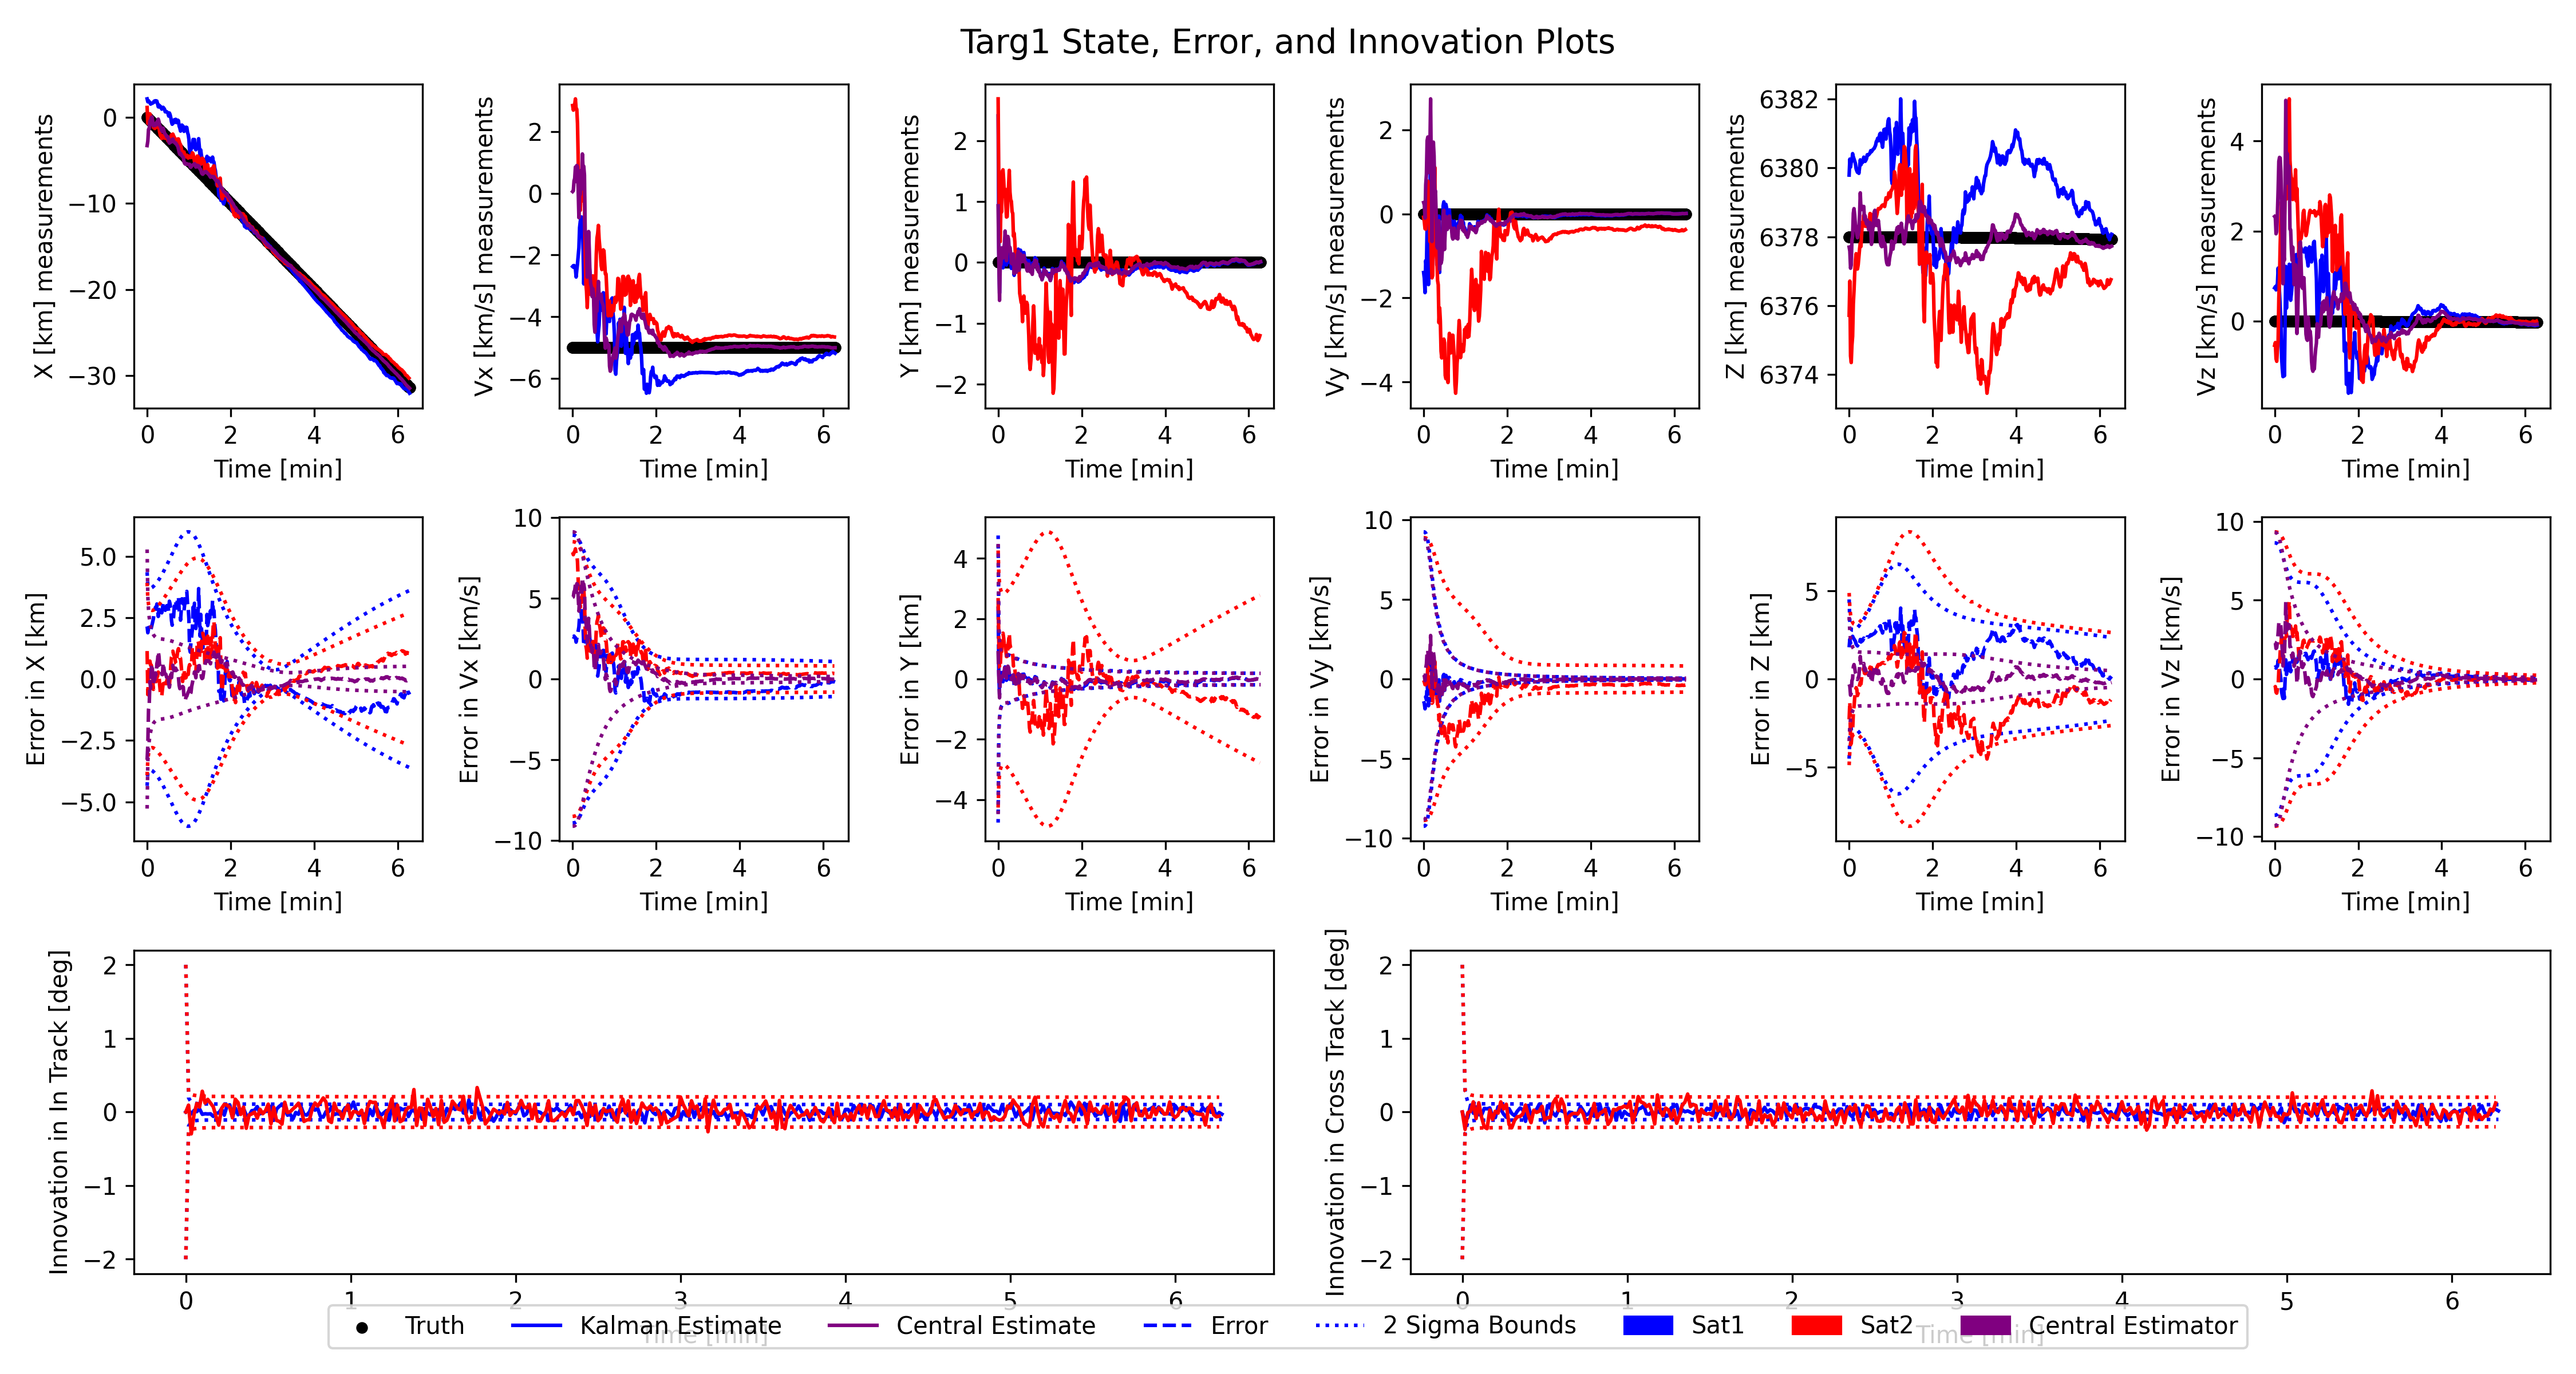 Targ1 State, Error, and Innovation Plots
X [km] measurements
0
−10
−20
−30
0 2 4 6
Time [min]
Vx [km/s] measurements
2
0
−2
−4
−6
0 2 4 6
Time [min]
Y [km] measurements
2
1
0
−1
−2
0 2 4 6
Time [min]
Vy [km/s] measurements
2
0
−2
−4
0 2 4 6
Time [min]
Z [km] measurements
6382
6380
6378
6376
6374
0 2 4 6
Time [min]
Vz [km/s] measurements
4
2
0
0 2 4 6
Time [min]
Error in X [km]
5.0
2.5
0.0
−2.5
−5.0
0 2 4 6
Time [min]
Error in Vx [km/s]
10
5
0
−5
−10
0 2 4 6
Time [min]
Error in Y [km]
4
2
0
−2
−4
0 2 4 6
Time [min]
Error in Vy [km/s]
10
5
0
−5
−10
0 2 4 6
Time [min]
Error in Z [km]
5
0
−5
0 2 4 6
Time [min]
Error in Vz [km/s]
10
5
0
−5
−10
0 2 4 6
Time [min]
Innovation in In Track [deg]
2
1
0
−1
−2
0 1 2 3 4 5 6
Time [min]
Innovation in Cross Track [deg]
2
1
0
−1
−2
0 1 2 3 4 5 6
Time [min]
Truth Kalman Estimate Central Estimate Error 2 Sigma Bounds Sat1 Sat2 Central Estimator